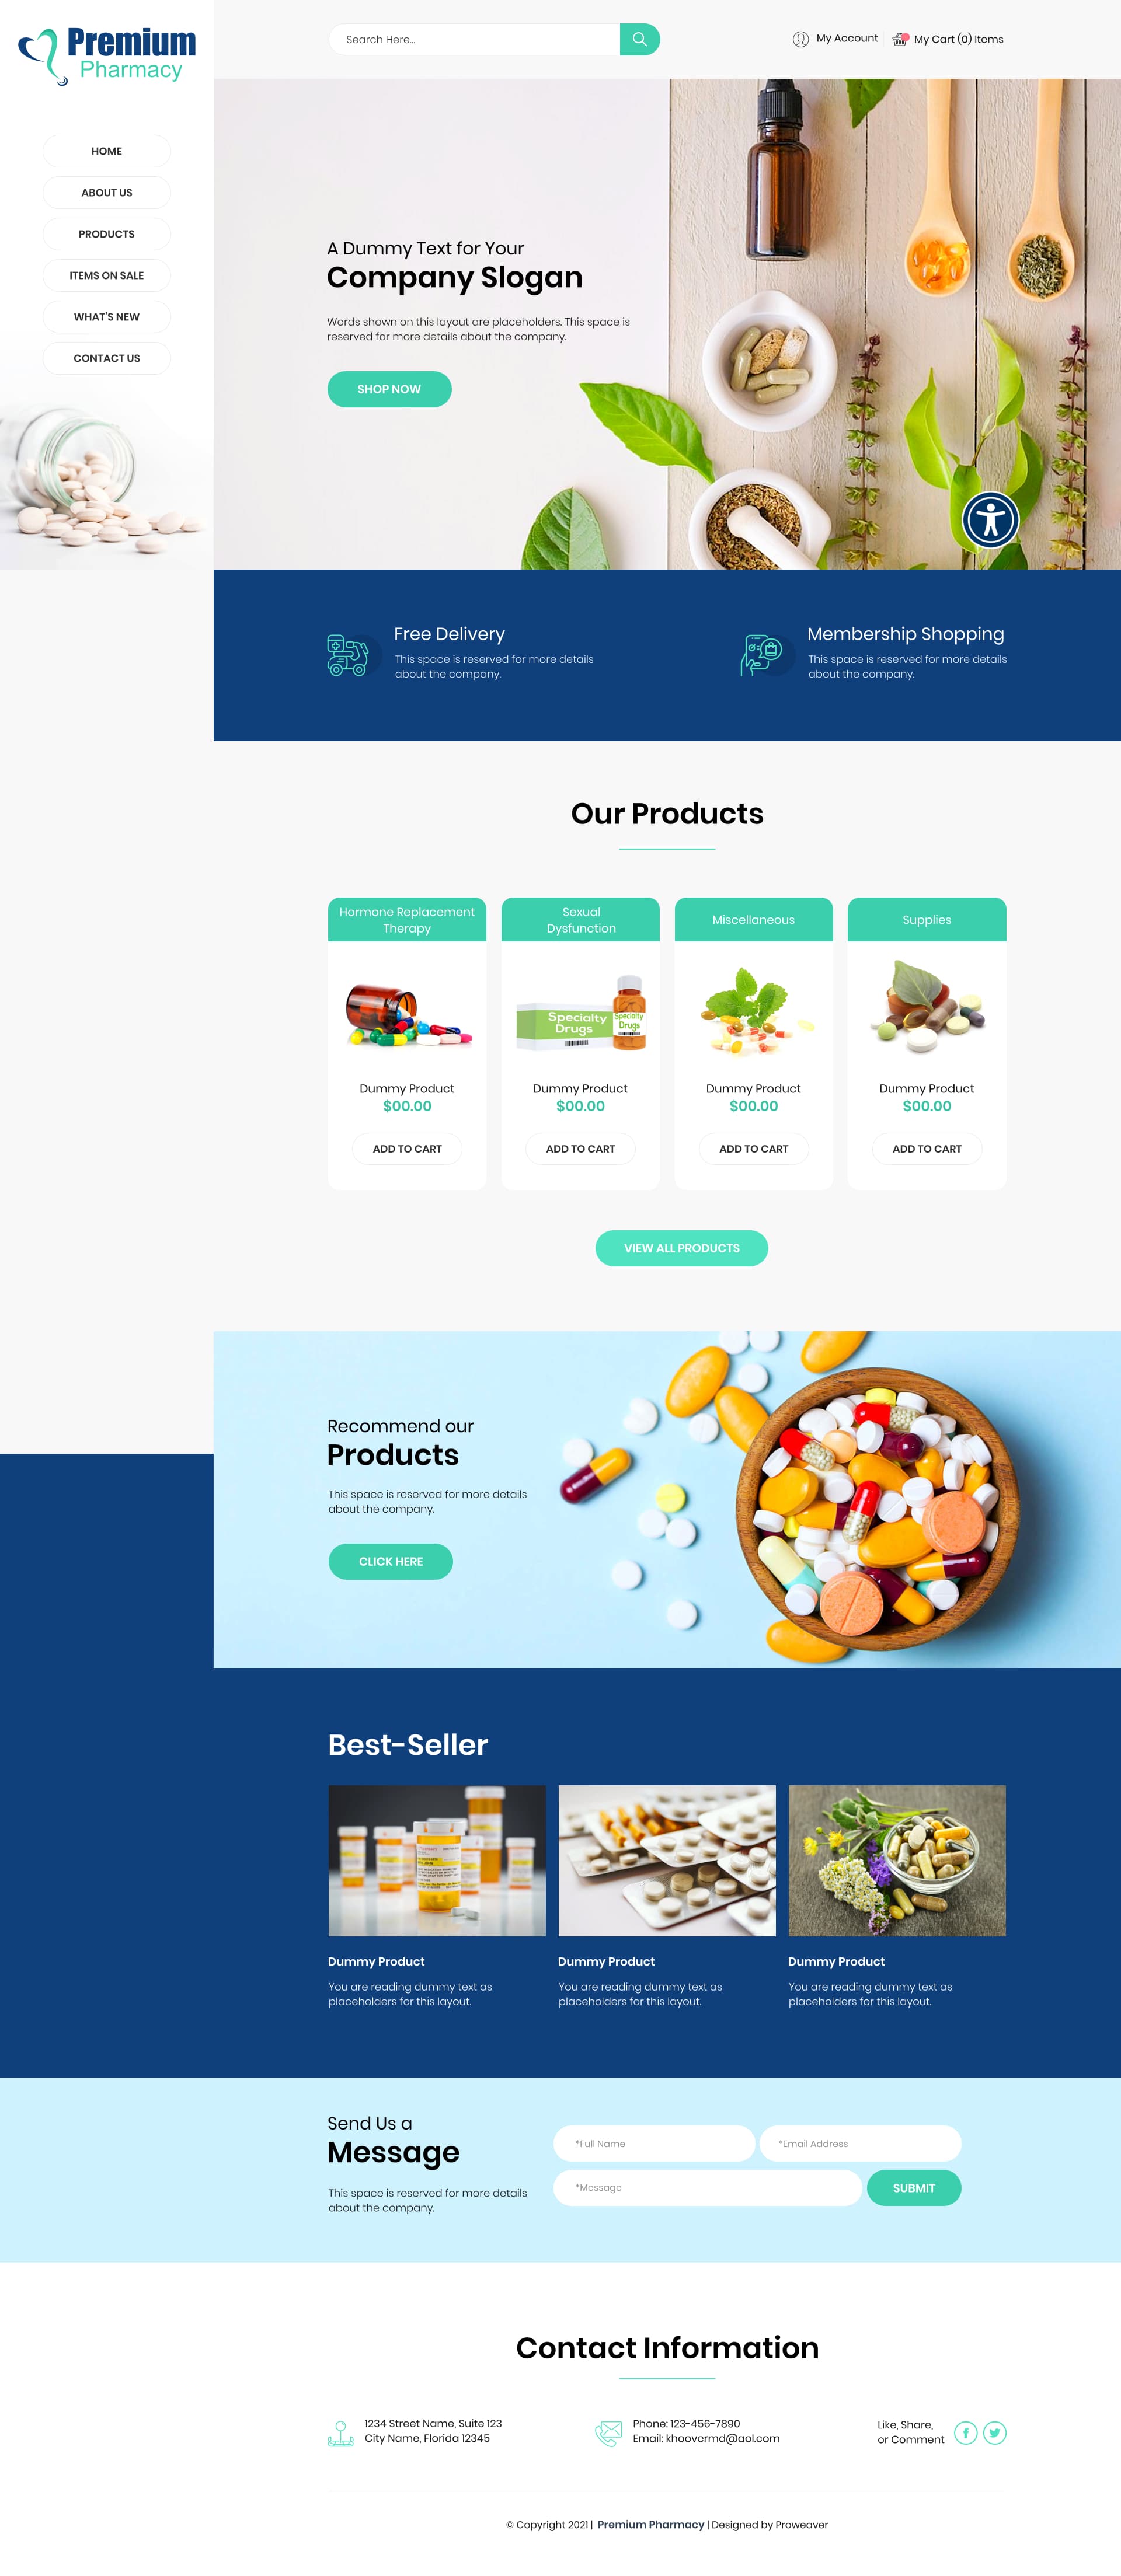 Premium
Pharmacy
Search Here...
My Account
My Cart (0) Items
HOME
ABOUT US
PRODUCTS
ITEMS ON SALE
WHAT'S NEW
CONTACT US
A Dummy Text for Your
Company Slogan
Words shown on this layout are placeholders. This space is
reserved for more details about the company.
SHOP NOW
Free Delivery
This space is reserved for more details
about the company.
Membership Shopping
This space is reserved for more details
about the company.
Our Products
Hormone Replacement
Therapy
Sexual
Dysfunction
Miscellaneous
Supplies
Specialty
Drugs
Specialty
Drugs
Dummy Product
$00.00
ADD TO CART
Dummy Product
$00.00
ADD TO CART
Dummy Product
$00.00
ADD TO CART
Dummy Product
$00.00
ADD TO CART
VIEW ALL PRODUCTS
Recommend our
Products
This space is reserved for more details
about the company.
CLICK HERE
Best-Seller
Dummy Product
You are reading dummy text as
placeholders for this layout.
Dummy Product
You are reading dummy text as
placeholders for this layout.
Dummy Product
You are reading dummy text as
placeholders for this layout.
Send Us a
Message
This space is reserved for more details
about the company.
*Full Name
*Email Address
*Message
SUBMIT
Contact Information
1234 Street Name, Suite 123
City Name, Florida 12345
Phone: 123-456-7890
Email: khoovermd@aol.com
Like, Share,
or Comment
© Copyright 2021 | Premium Pharmacy | Designed by Proweaver